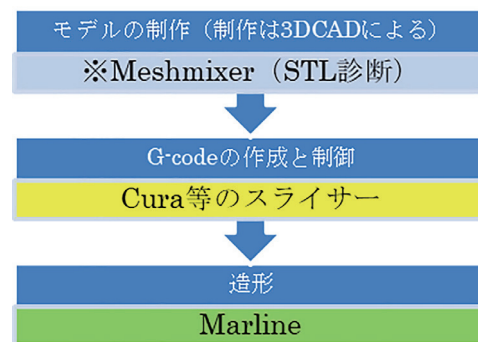 モデルの制作（制作は3DCADによる）
※Meshmixer（STL診断）
G-codeの作成と制御
Cura等のスライサー
造形
Marline